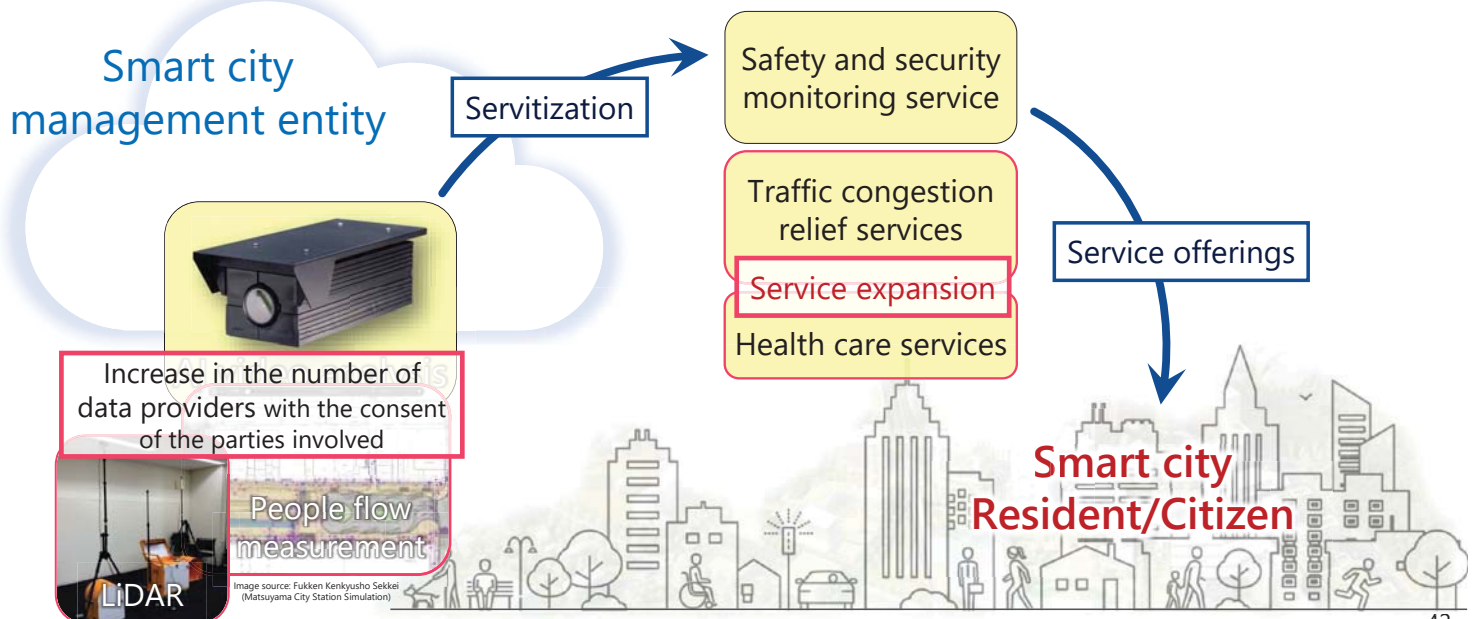 Smart city
management entity
Servitization
Safety and security
monitoring service
Traffic congestion
relief services
Service expansion
Health care services
Service offerings
Increase in the number of
data providers with the consent
of the parties involved
People flow
measurement
LiDAR
Image source: Fukken Kenkyusho Sekkei
(Matsuyama City Station Simulation)
Smart city
Resident/Citizen